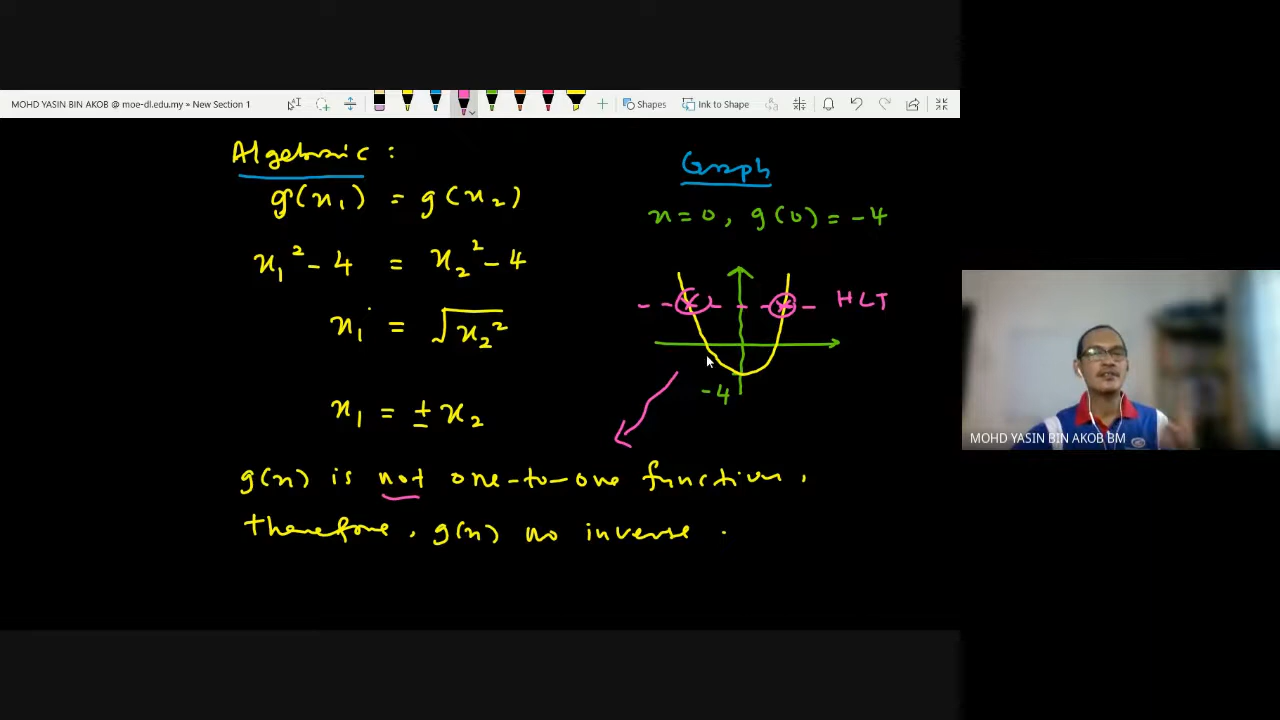 MOHD YASIN BIN AKOB @ moe-dl.edu.my » New Section 1
Shapes
Ink to Shape
Algebraic :
g(x₁) = g(x₂)
x₁² - 4 = x₂² - 4
x₁ = √x₂²
x₁ = ± x₂
Graph
x = 0, g(0) = -4
HLT
-4
g(x) is not one-to-one function,
therefore, g(x) no inverse .
MOHD YASIN BIN AKOB BM